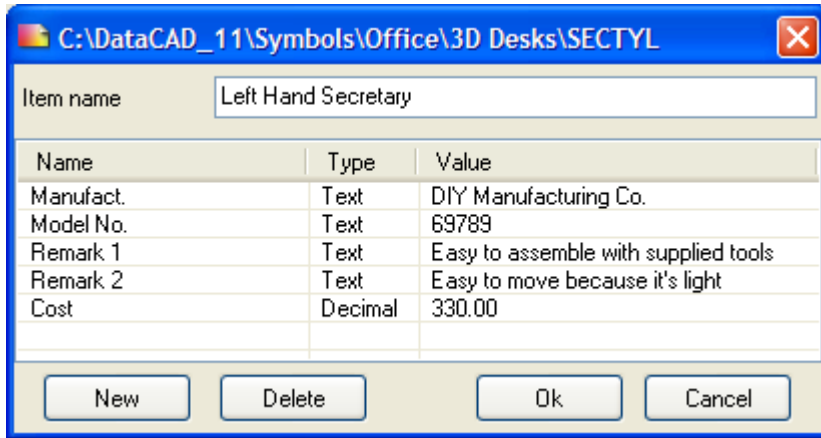 C:\DataCAD_11\Symbols\Office\3D Desks\SECTYL
Item name Left Hand Secretary
Name Type Value
Manufact. Text DIY Manufacturing Co.
Model No. Text 69789
Remark 1 Text Easy to assemble with supplied tools
Remark 2 Text Easy to move because it's light
Cost Decimal 330.00
New Delete Ok Cancel